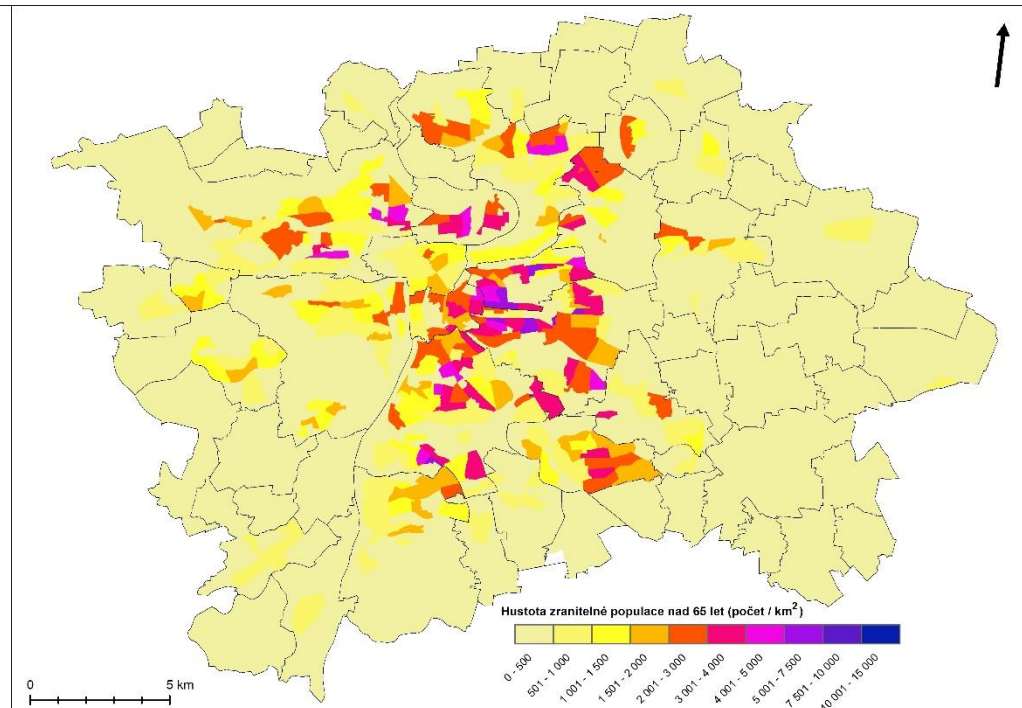 Hustota zranitelné populace nad 65 let (počet / km²)
0 - 500
501 - 1 000
1 001 - 1 500
1 501 - 2 000
2 001 - 3 000
3 001 - 4 000
4 001 - 5 000
5 001 - 7 500
7 501 - 10 000
10 001 - 15 000
0 5 km